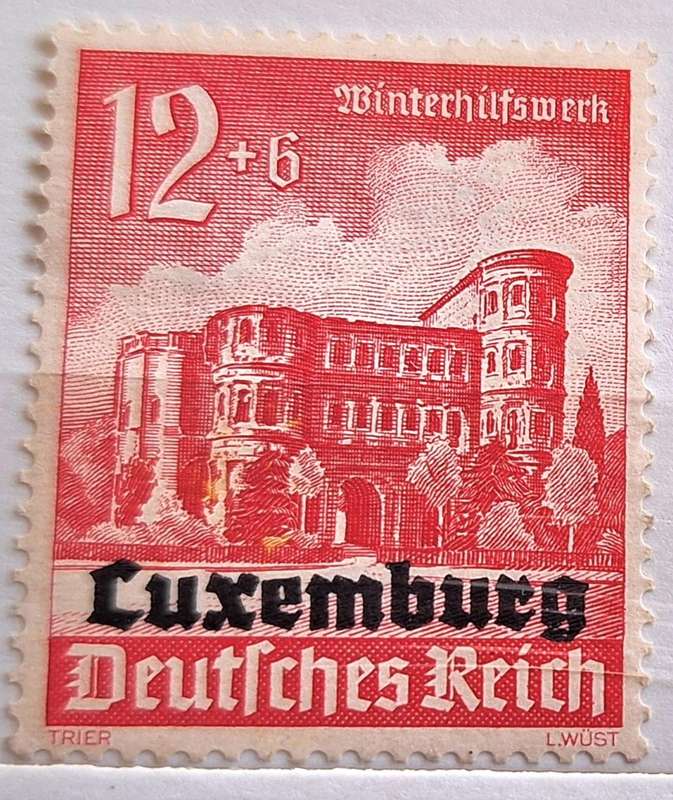 12+6
Winterhilfswerk
Luxemburg
Deutſches Reich
TRIER L.WÜST